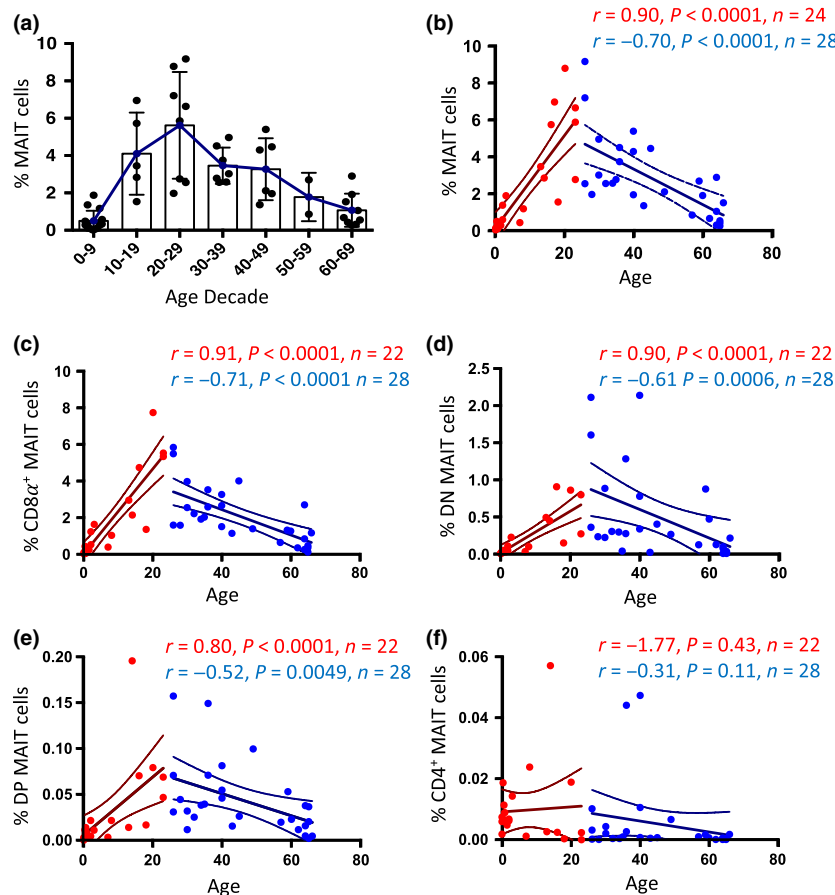 (a)
% MAIT cells
10
8
6
4
2
0
0-9
10-19
20-29
30-39
40-49
50-59
60-69
Age Decade
(b)
r = 0.90, P < 0.0001, n = 24
r = −0.70, P < 0.0001, n = 28
% MAIT cells
10
8
6
4
2
0
0
20
40
60
80
Age
(c)
r = 0.91, P < 0.0001, n = 22
r = −0.71, P < 0.0001 n = 28
% CD8α+ MAIT cells
10
8
6
4
2
0
0
20
40
60
80
Age
(d)
r = 0.90, P < 0.0001, n = 22
r = −0.61 P = 0.0006, n =28
% DN MAIT cells
2.5
2.0
1.5
1.0
0.5
0.0
0
20
40
60
80
Age
(e)
r = 0.80, P < 0.0001, n = 22
r = −0.52, P = 0.0049, n = 28
% DP MAIT cells
0.20
0.15
0.10
0.05
0.00
0
20
40
60
80
Age
(f)
r = −1.77, P = 0.43, n = 22
r = −0.31, P = 0.11, n = 28
% CD4+ MAIT cells
0.06
0.04
0.02
0.00
0
20
40
60
80
Age